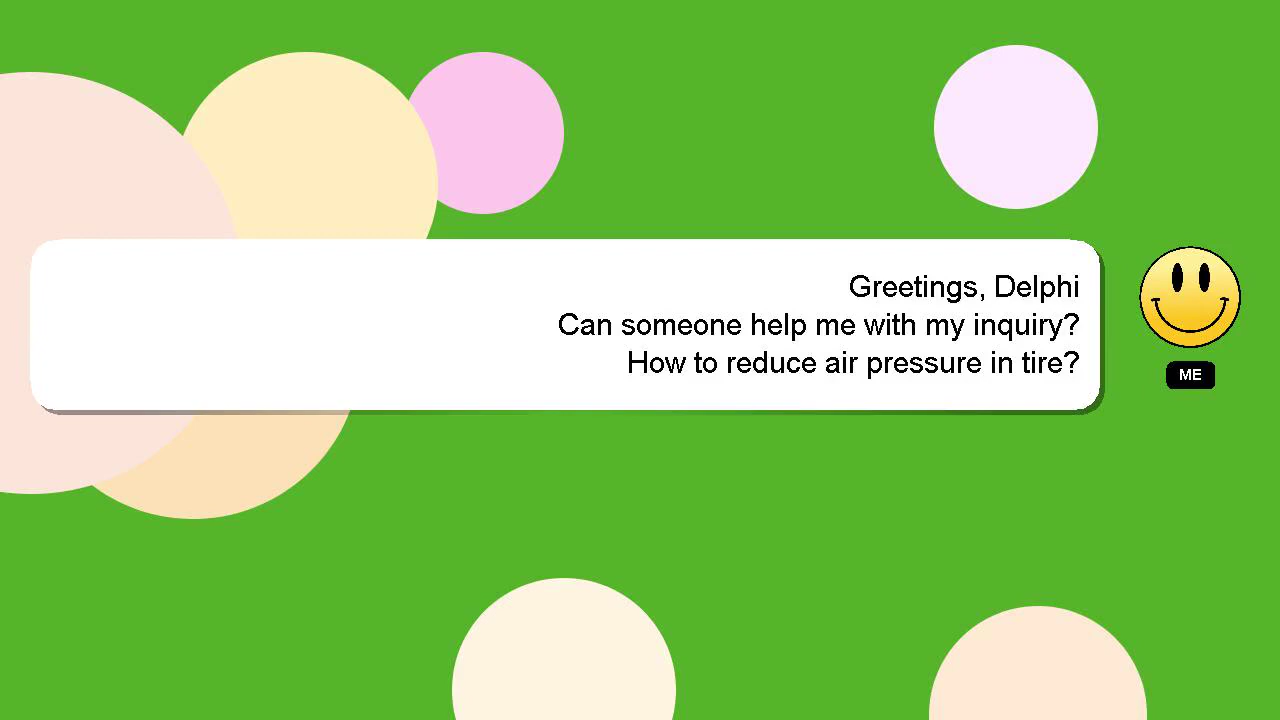 Greetings, Delphi
Can someone help me with my inquiry?
How to reduce air pressure in tire?
ME